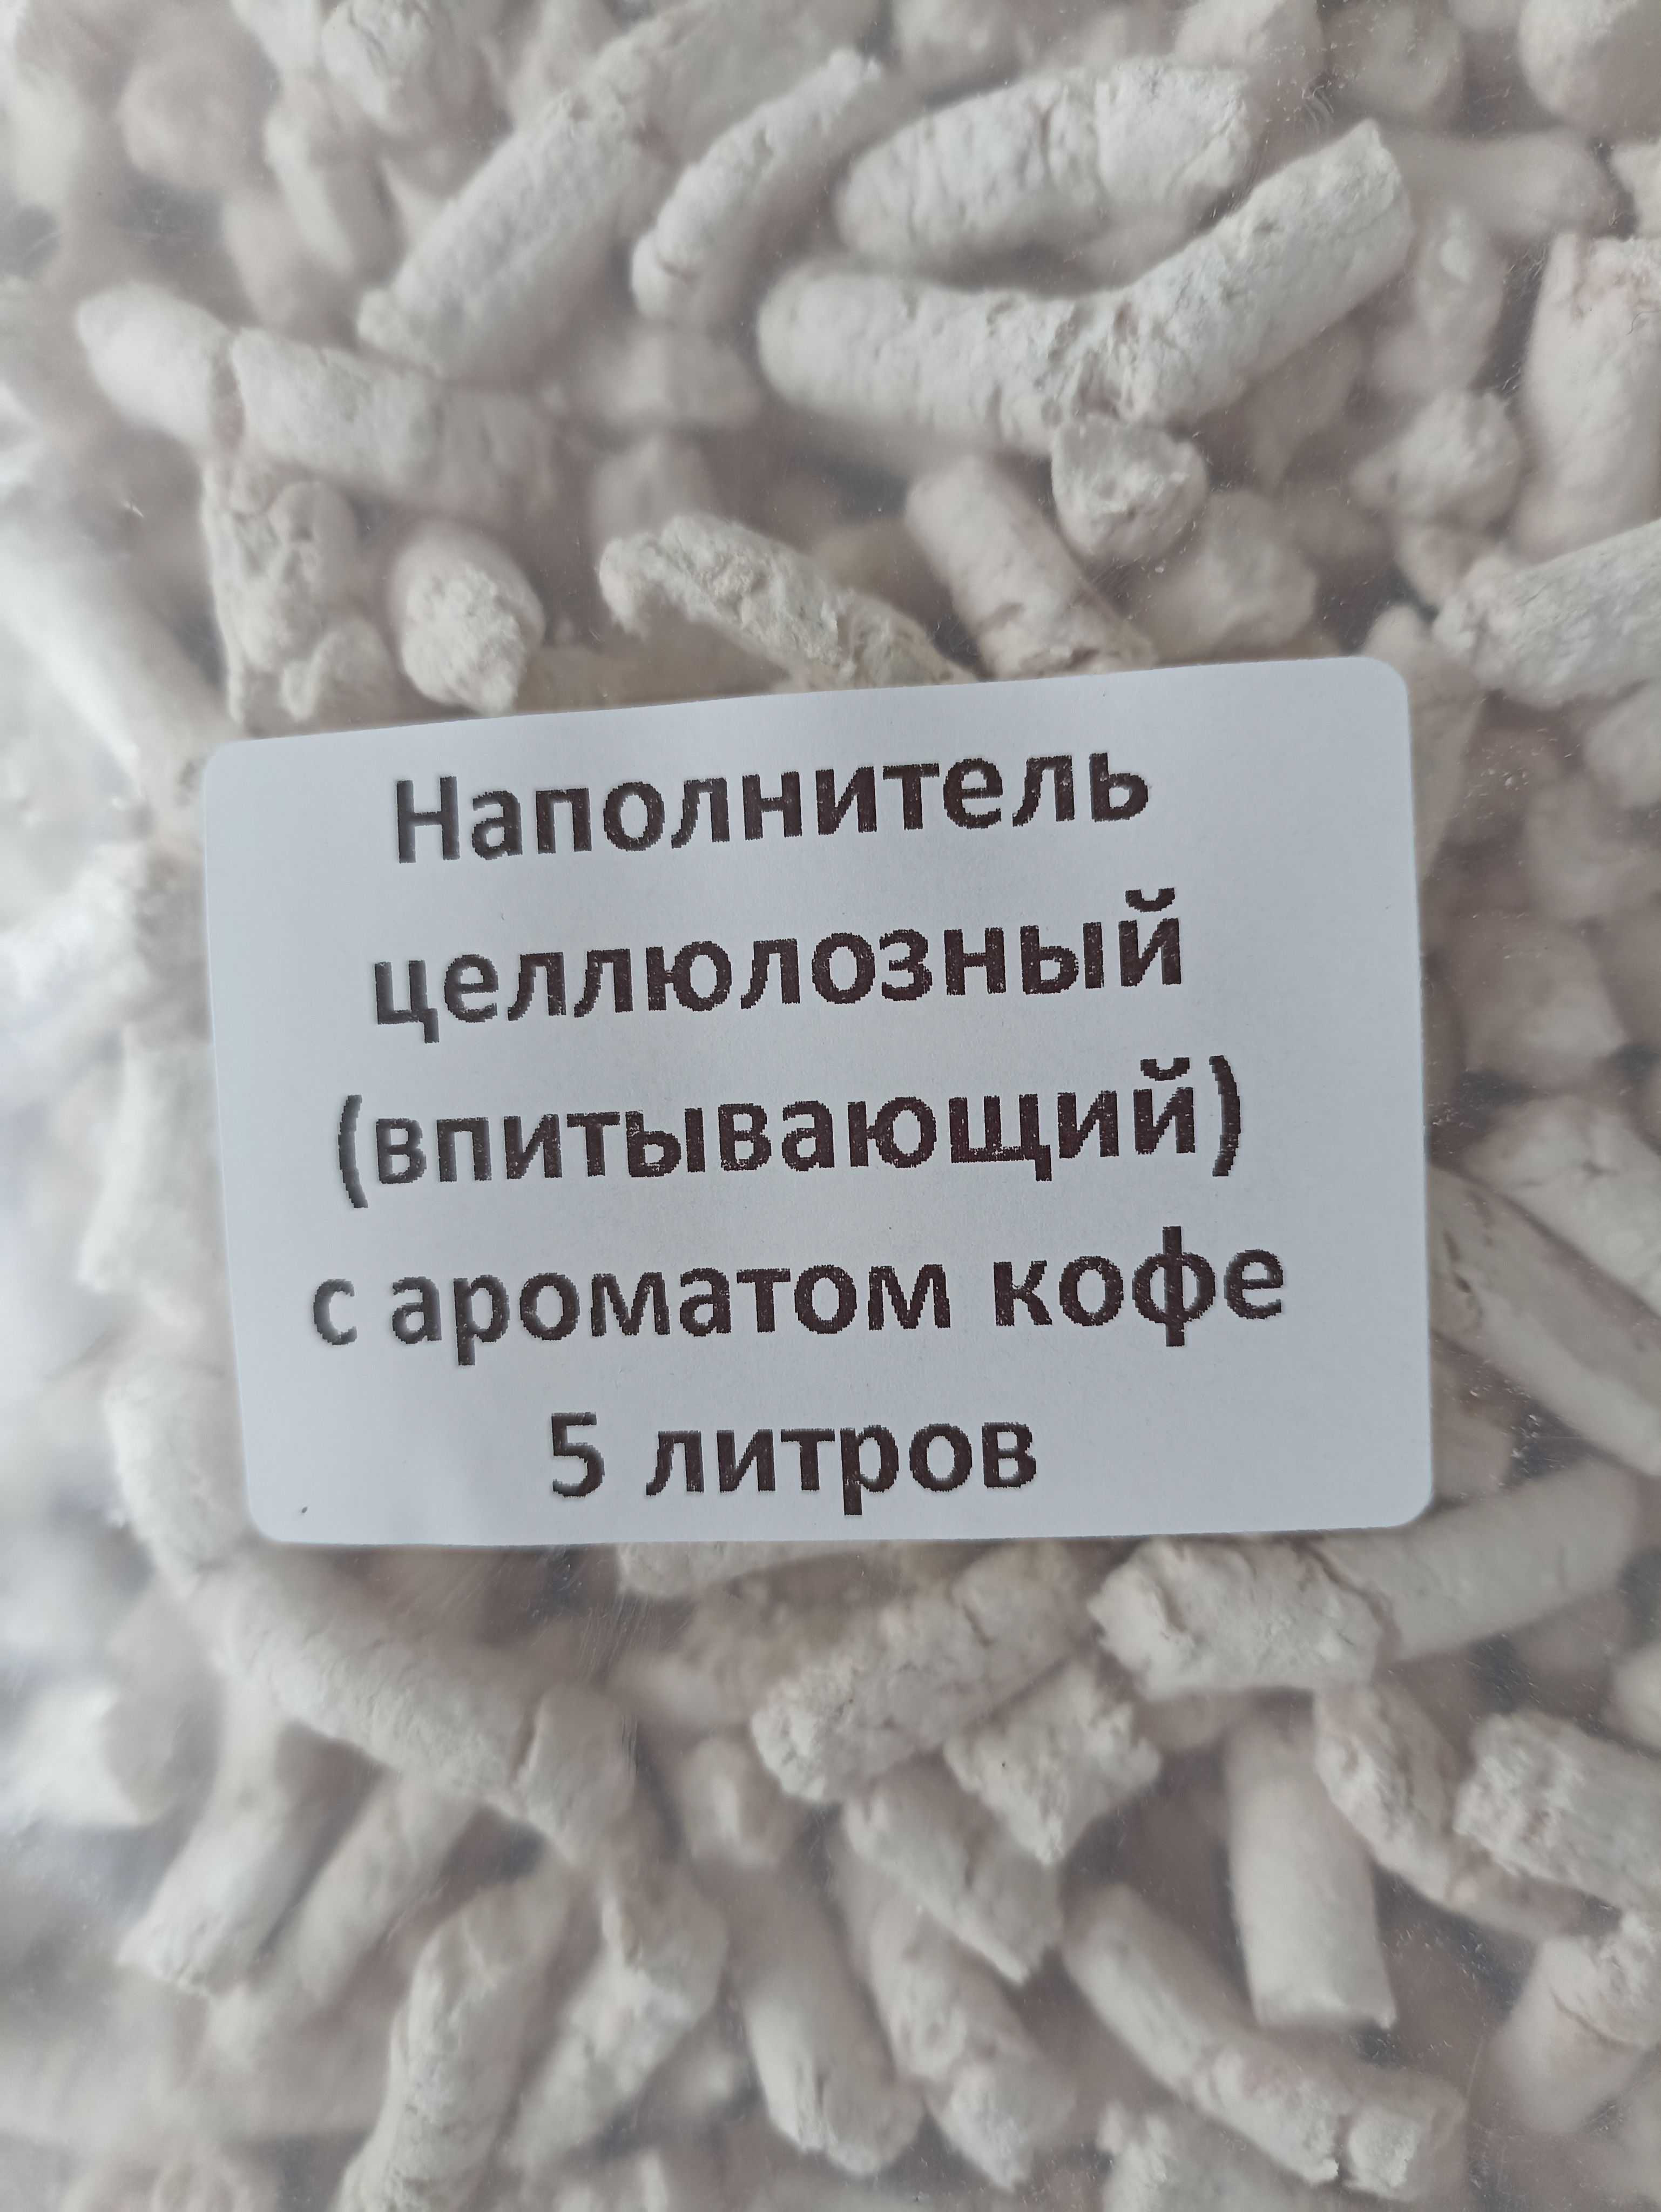 Наполнитель
целлюлозный
(впитывающий)
с ароматом кофе
5 литров